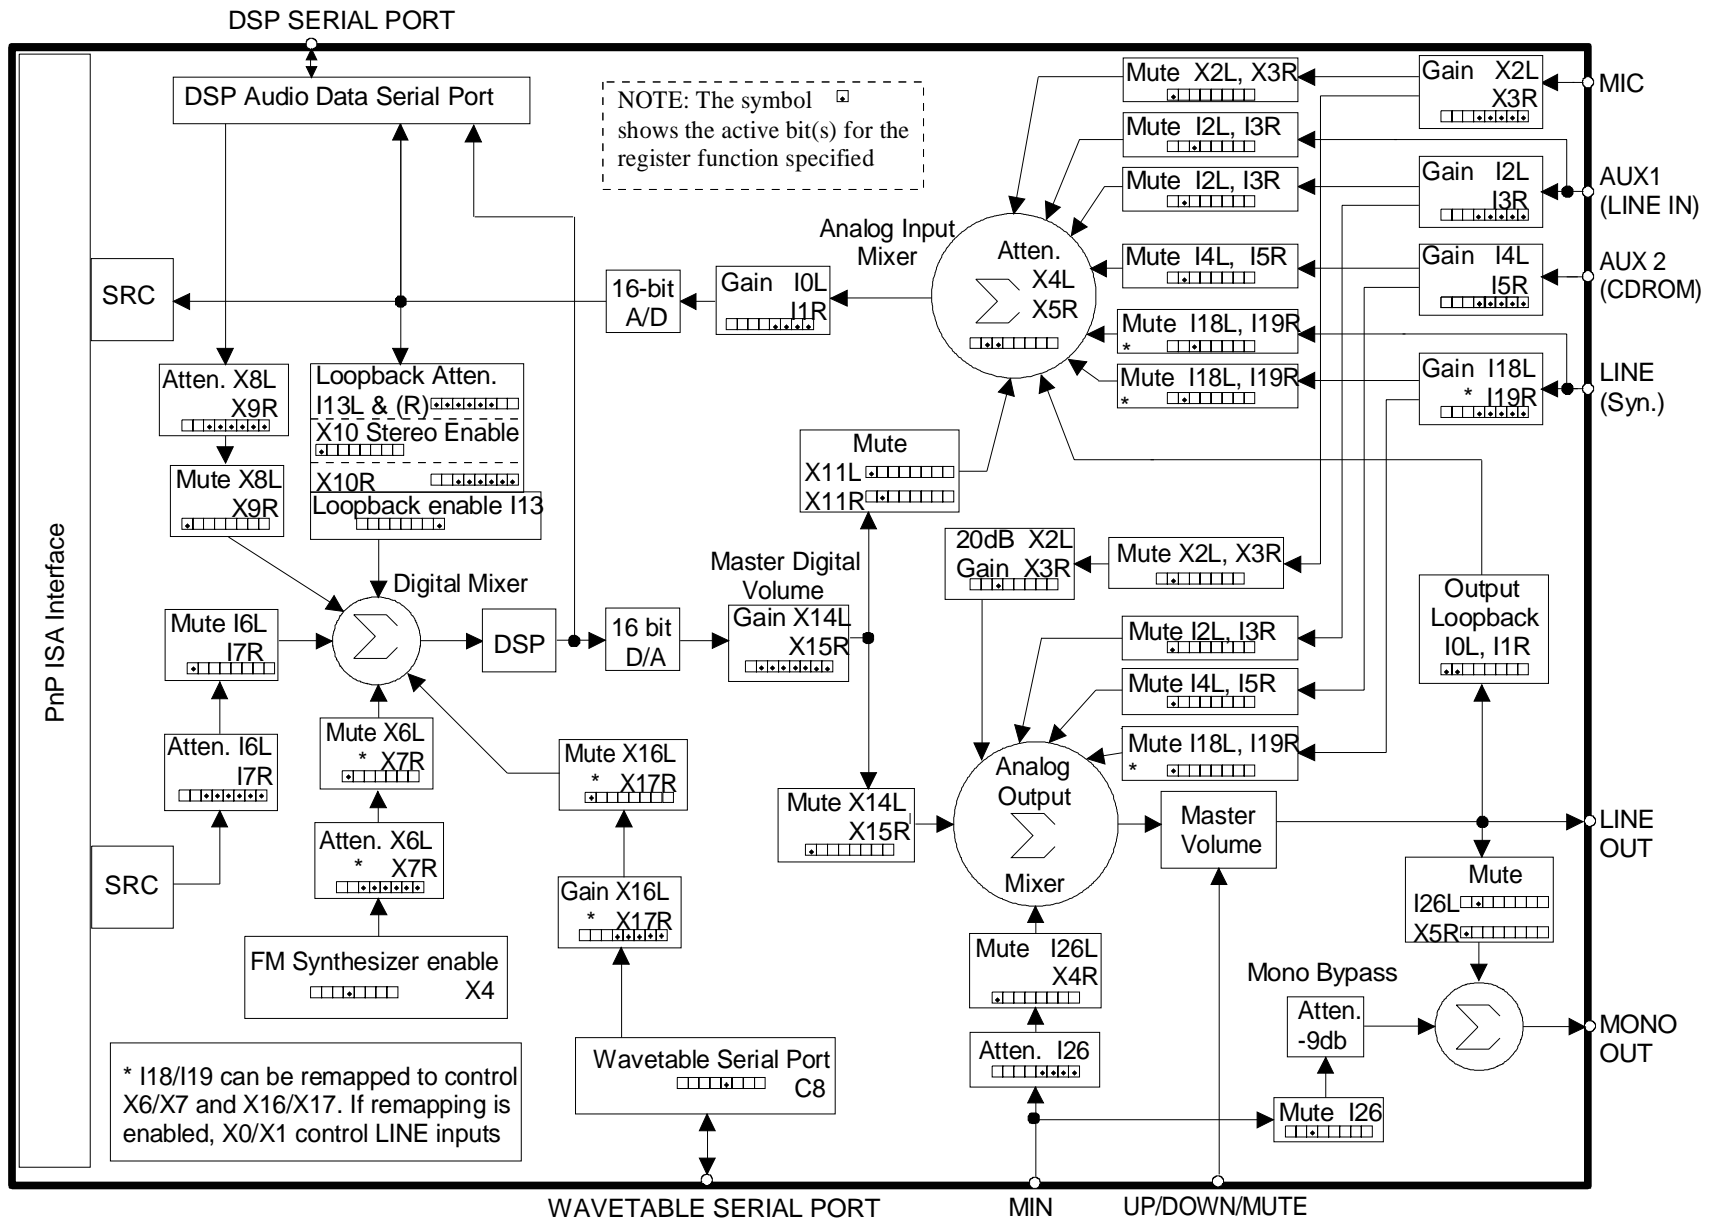 DSP SERIAL PORT
DSP Audio Data Serial Port
NOTE: The symbol
shows the active bit(s) for the
register function specified
Mute X2L, X3R
Gain X2L
X3R
MIC
Mute I2L, I3R
Mute I2L, I3R
Gain I2L
I3R
AUX1
(LINE IN)
Analog Input
Mixer
Atten.
X4L
X5R
Mute I4L, I5R
Gain I4L
I5R
AUX 2
(CDROM)
SRC
16-bit
A/D
Gain I0L
I1R
Mute I18L, I19R
*
Mute I18L, I19R
*
Gain I18L
* I19R
LINE
(Syn.)
Atten. X8L
X9R
Loopback Atten.
I13L & (R)
X10 Stereo Enable
X10R
Loopback enable I13
Mute X8L
X9R
Mute
X11L
X11R
PnP ISA Interface
20dB X2L
Gain X3R
Mute X2L, X3R
Output
Loopback
I0L, I1R
Digital Mixer
Master Digital
Volume
Mute I6L
I7R
DSP
16 bit
D/A
Gain X14L
X15R
Mute I2L, I3R
Mute I4L, I5R
Mute I18L, I19R
*
Atten. I6L
I7R
Mute X6L
* X7R
Mute X16L
* X17R
Mute X14L
X15R
Analog
Output
Mixer
Master
Volume
LINE
OUT
SRC
Atten. X6L
* X7R
Gain X16L
* X17R
Mute
I26L
X5R
FM Synthesizer enable
X4
Mute I26L
X4R
Mono Bypass
Atten.
-9db
MONO
OUT
Wavetable Serial Port
C8
Atten. I26
Mute I26
* I18/I19 can be remapped to control
X6/X7 and X16/X17. If remapping is
enabled, X0/X1 control LINE inputs
WAVETABLE SERIAL PORT
MIN
UP/DOWN/MUTE